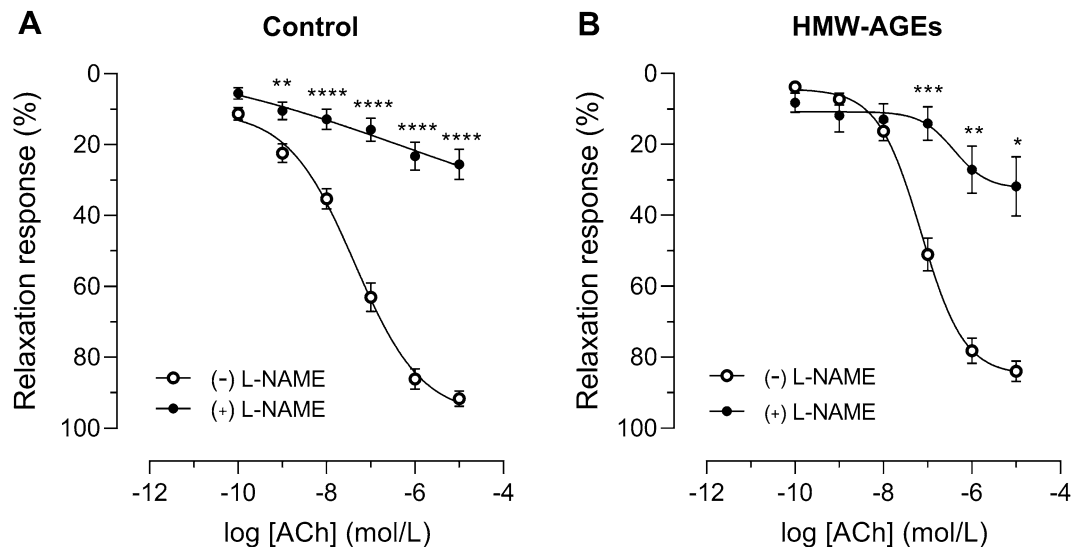 A
Control
Relaxation response (%)
0
20
40
60
80
100
**
****
****
****
****
(-) L-NAME
(+) L-NAME
-12
-10
-8
-6
-4
log [ACh] (mol/L)
B
HMW-AGEs
Relaxation response (%)
0
20
40
60
80
100
***
**
*
(-) L-NAME
(+) L-NAME
-12
-10
-8
-6
-4
log [ACh] (mol/L)